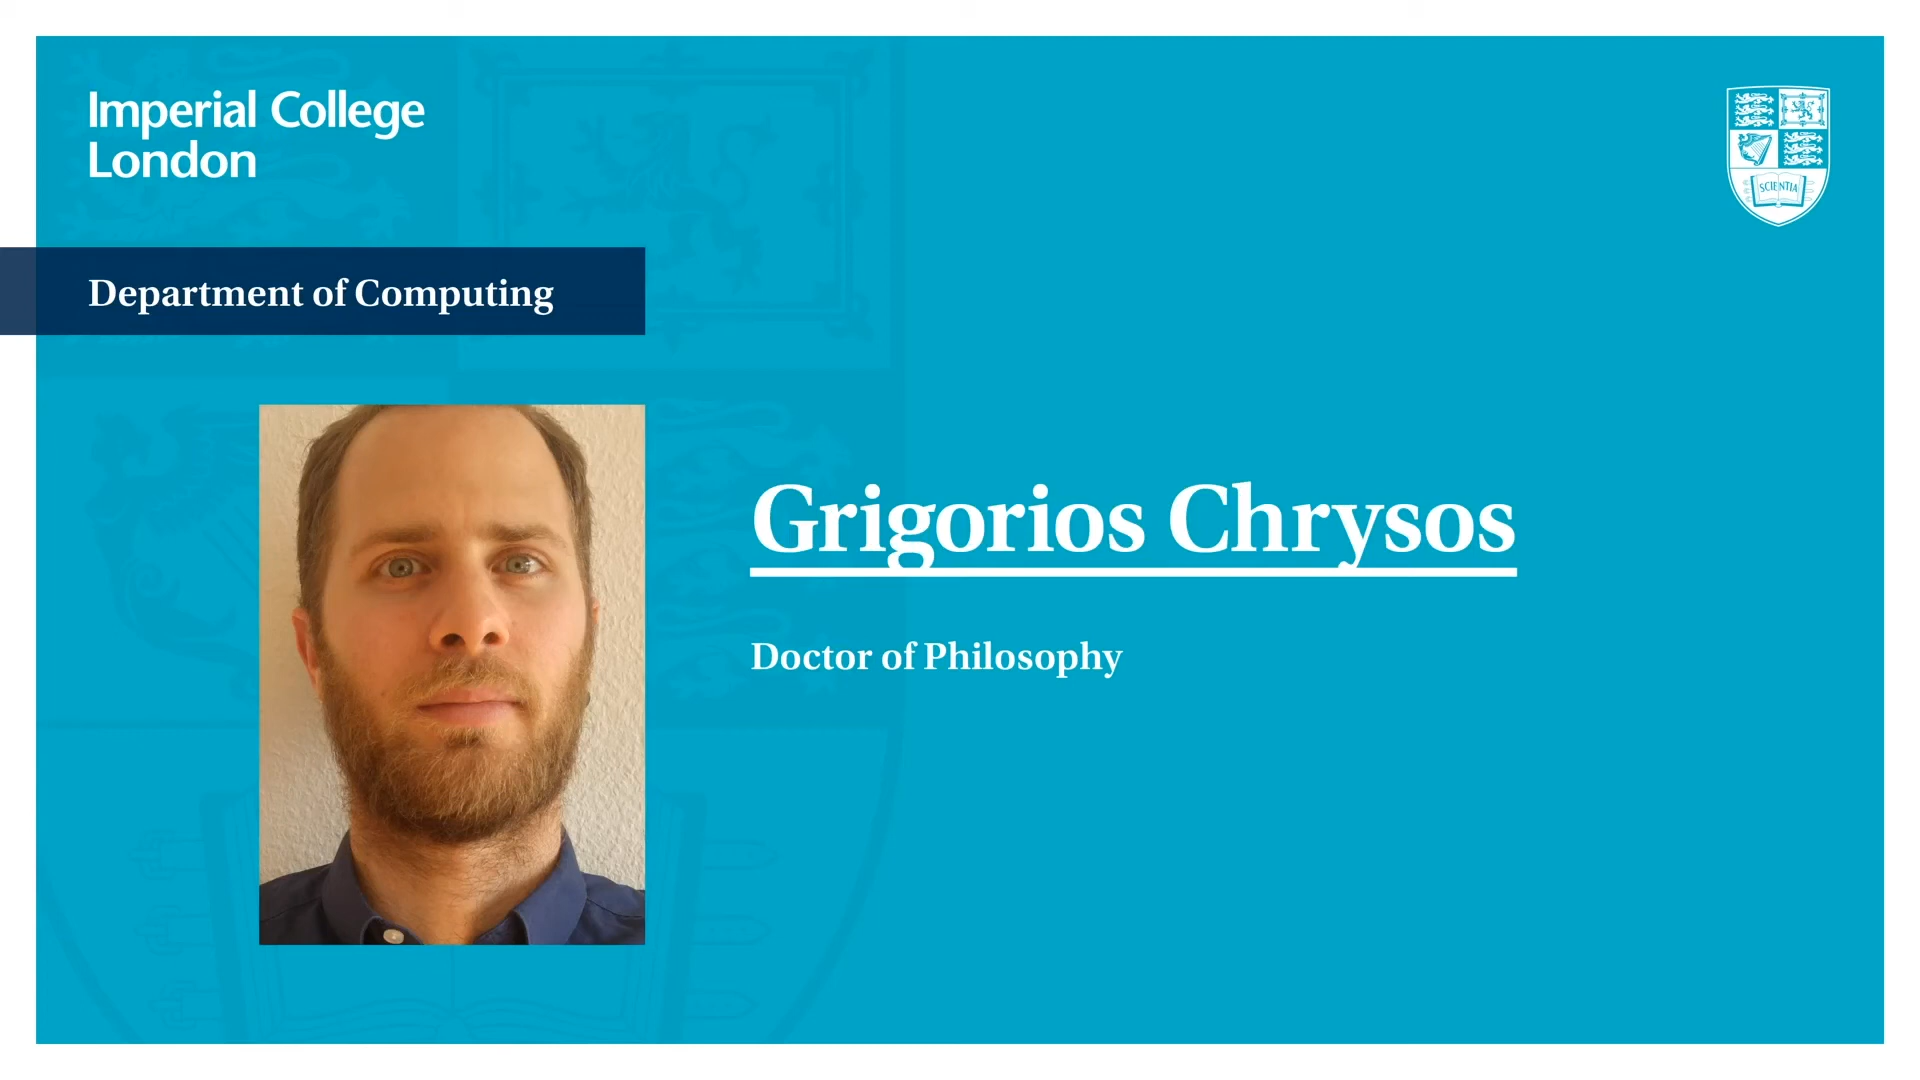 Imperial College
London
SCIENTIA
Department of Computing
Grigorios Chrysos
Doctor of Philosophy